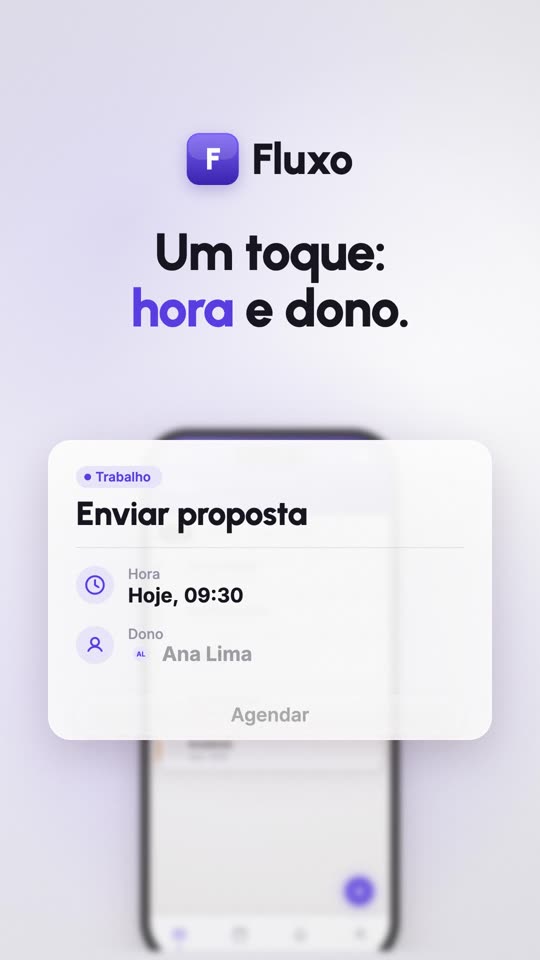 F Fluxo
Um toque:
hora e dono.
Trabalho
Enviar proposta
Hora
Hoje, 09:30
Dono
AL Ana Lima
Agendar